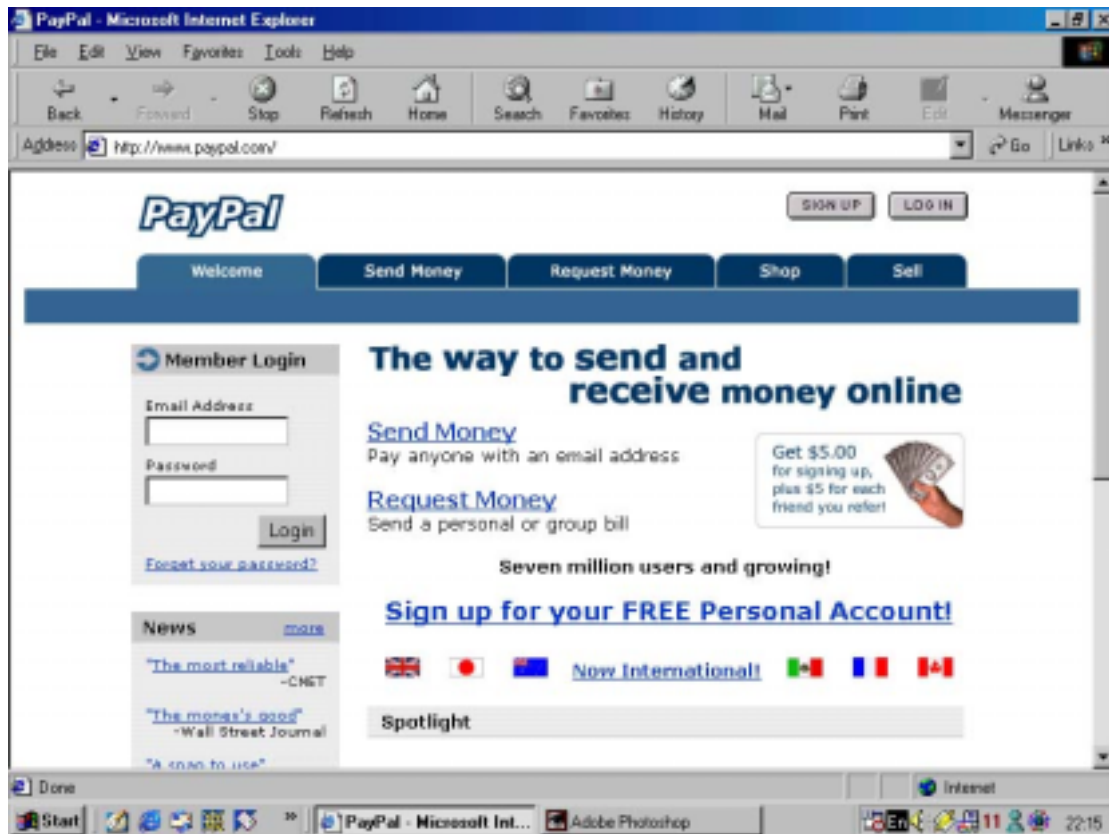 PayPal - Microsoft Internet Explorer
File Edit View Favorites Tools Help
Back Forward Stop Refresh Home Search Favorites History Mail Print Edit Messenger
Address http://www.paypal.com/ Go Links »
PayPal
SIGN UP LOG IN
Welcome Send Money Request Money Shop Sell
Member Login
Email Address
Password
Login
Forget your password?
News more
"The most reliable"
-CNET
"The money's good"
-Wall Street Journal
"A snap to use"
The way to send and
receive money online
Send Money
Pay anyone with an email address
Request Money
Send a personal or group bill
Get $5.00
for signing up,
plus $5 for each
friend you refer!
Seven million users and growing!
Sign up for your FREE Personal Account!
Now International!
Spotlight
Done Internet
Start » PayPal - Microsoft Int... Adobe Photoshop En 11 22:15